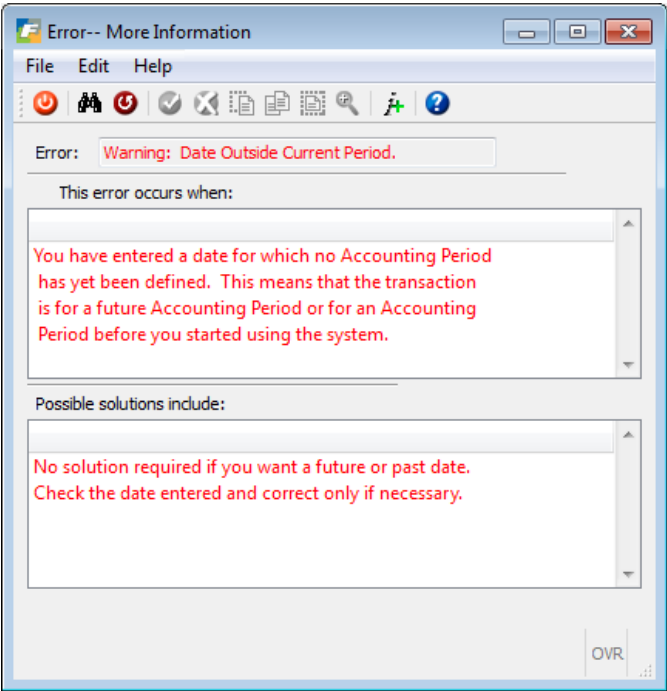 Error-- More Information
File Edit Help
Error: Warning: Date Outside Current Period.
This error occurs when:
You have entered a date for which no Accounting Period
has yet been defined. This means that the transaction
is for a future Accounting Period or for an Accounting
Period before you started using the system.
Possible solutions include:
No solution required if you want a future or past date.
Check the date entered and correct only if necessary.
OVR